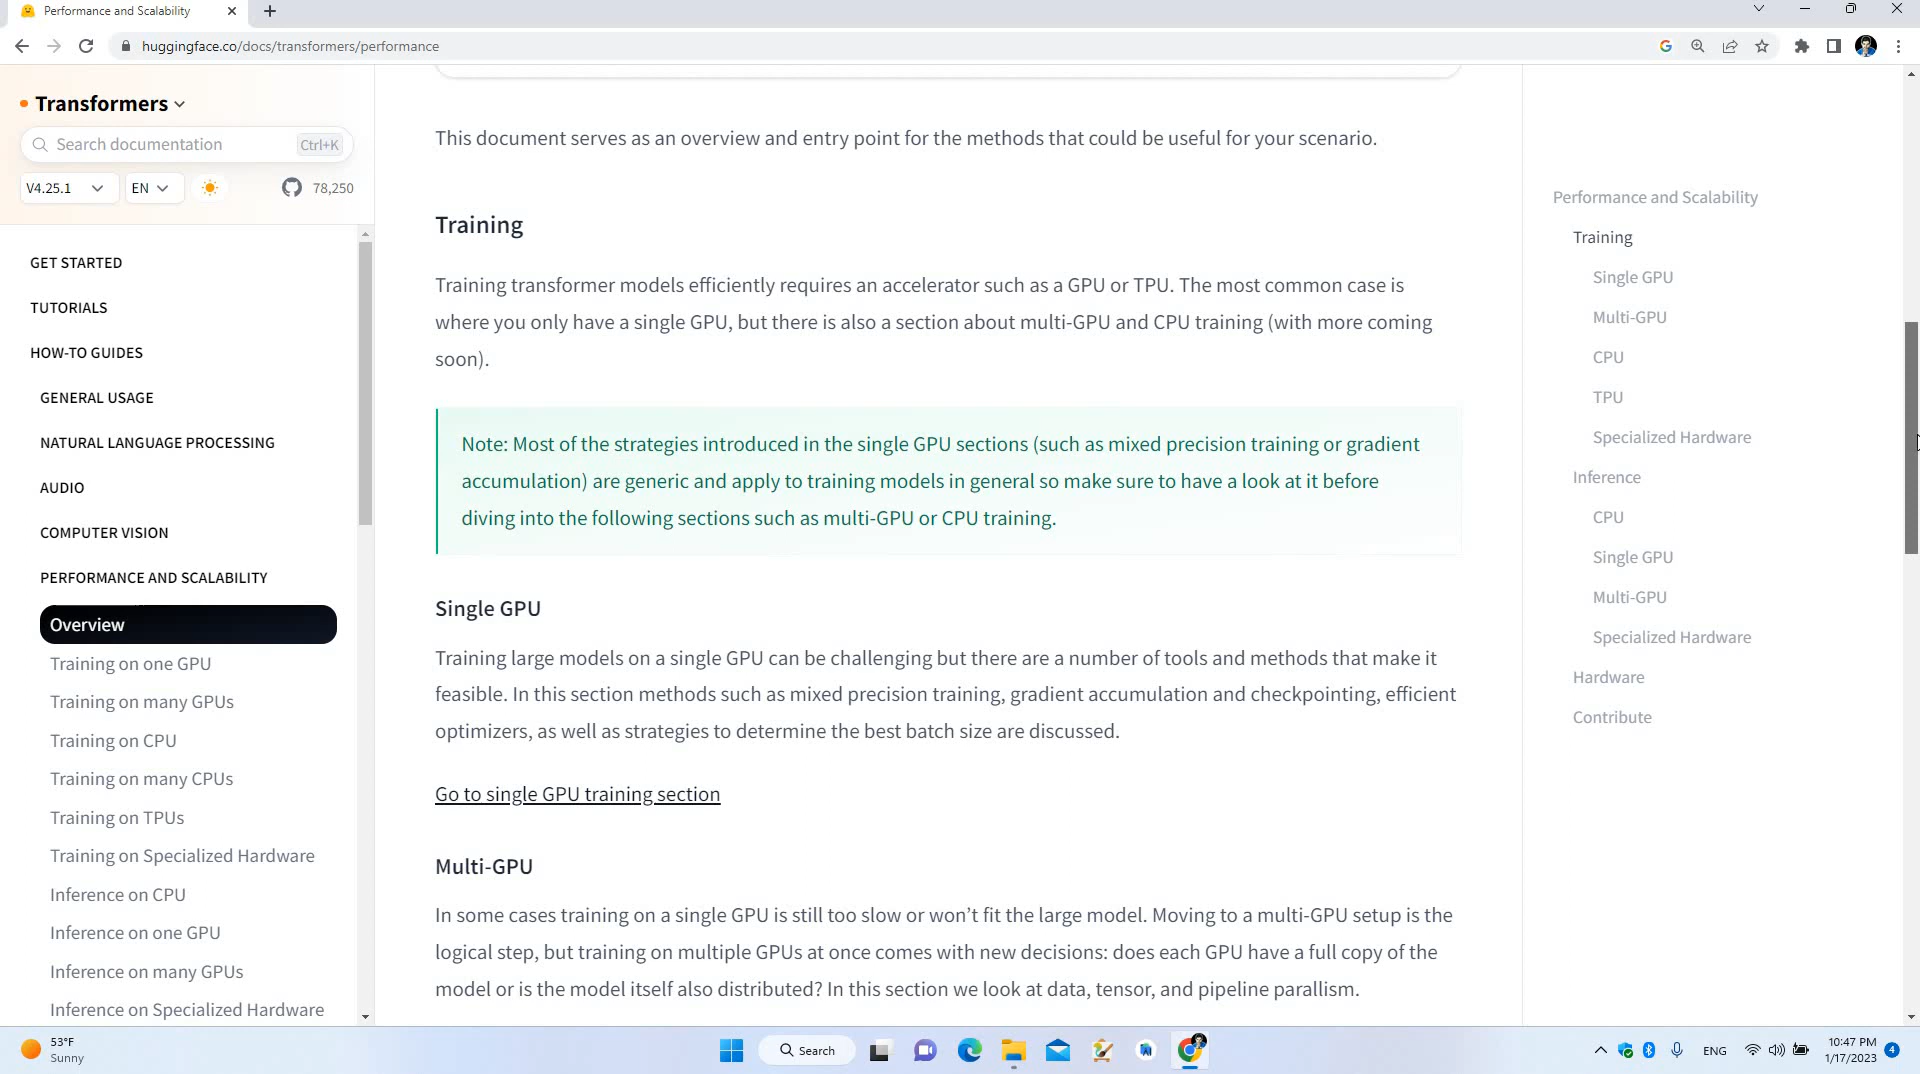 Performance and Scalability
huggingface.co/docs/transformers/performance
Transformers
Search documentation
Ctrl+K
V4.25.1
EN
78,250
GET STARTED
TUTORIALS
HOW-TO GUIDES
GENERAL USAGE
NATURAL LANGUAGE PROCESSING
AUDIO
COMPUTER VISION
PERFORMANCE AND SCALABILITY
Overview
Training on one GPU
Training on many GPUs
Training on CPU
Training on many CPUs
Training on TPUs
Training on Specialized Hardware
Inference on CPU
Inference on one GPU
Inference on many GPUs
Inference on Specialized Hardware
This document serves as an overview and entry point for the methods that could be useful for your scenario.
Training
Training transformer models efficiently requires an accelerator such as a GPU or TPU. The most common case is
where you only have a single GPU, but there is also a section about multi-GPU and CPU training (with more coming
soon).
Note: Most of the strategies introduced in the single GPU sections (such as mixed precision training or gradient
accumulation) are generic and apply to training models in general so make sure to have a look at it before
diving into the following sections such as multi-GPU or CPU training.
Single GPU
Training large models on a single GPU can be challenging but there are a number of tools and methods that make it
feasible. In this section methods such as mixed precision training, gradient accumulation and checkpointing, efficient
optimizers, as well as strategies to determine the best batch size are discussed.
Go to single GPU training section
Multi-GPU
In some cases training on a single GPU is still too slow or won’t fit the large model. Moving to a multi-GPU setup is the
logical step, but training on multiple GPUs at once comes with new decisions: does each GPU have a full copy of the
model or is the model itself also distributed? In this section we look at data, tensor, and pipeline parallism.
Performance and Scalability
Training
Single GPU
Multi-GPU
CPU
TPU
Specialized Hardware
Inference
CPU
Single GPU
Multi-GPU
Specialized Hardware
Hardware
Contribute
53°F
Sunny
Search
ENG
10:47 PM
1/17/2023
4